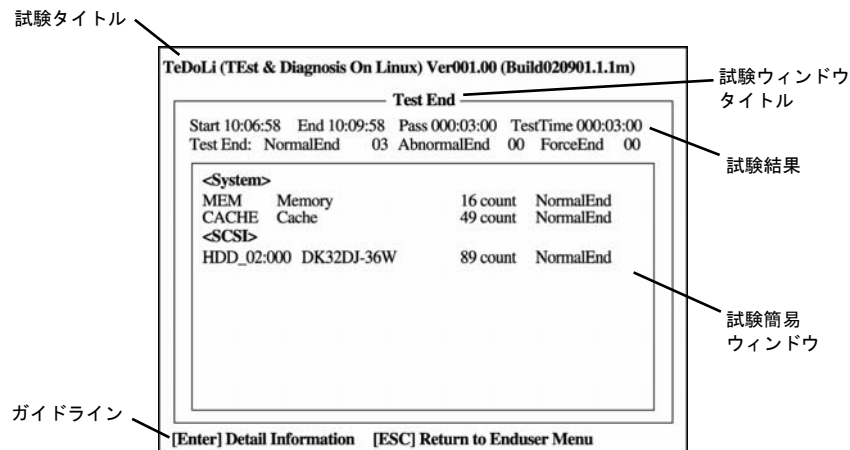 試験タイトル
TeDoLi (TEst & Diagnosis On Linux) Ver001.00 (Build020901.1.1m)
試験ウィンドウ
タイトル
Test End
Start 10:06:58 End 10:09:58 Pass 000:03:00 TestTime 000:03:00
Test End: NormalEnd 03 AbnormalEnd 00 ForceEnd 00
試験結果
<System>
MEM Memory 16 count NormalEnd
CACHE Cache 49 count NormalEnd
<SCSI>
HDD_02:000 DK32DJ-36W 89 count NormalEnd
試験簡易
ウィンドウ
ガイドライン
[Enter] Detail Information [ESC] Return to Enduser Menu